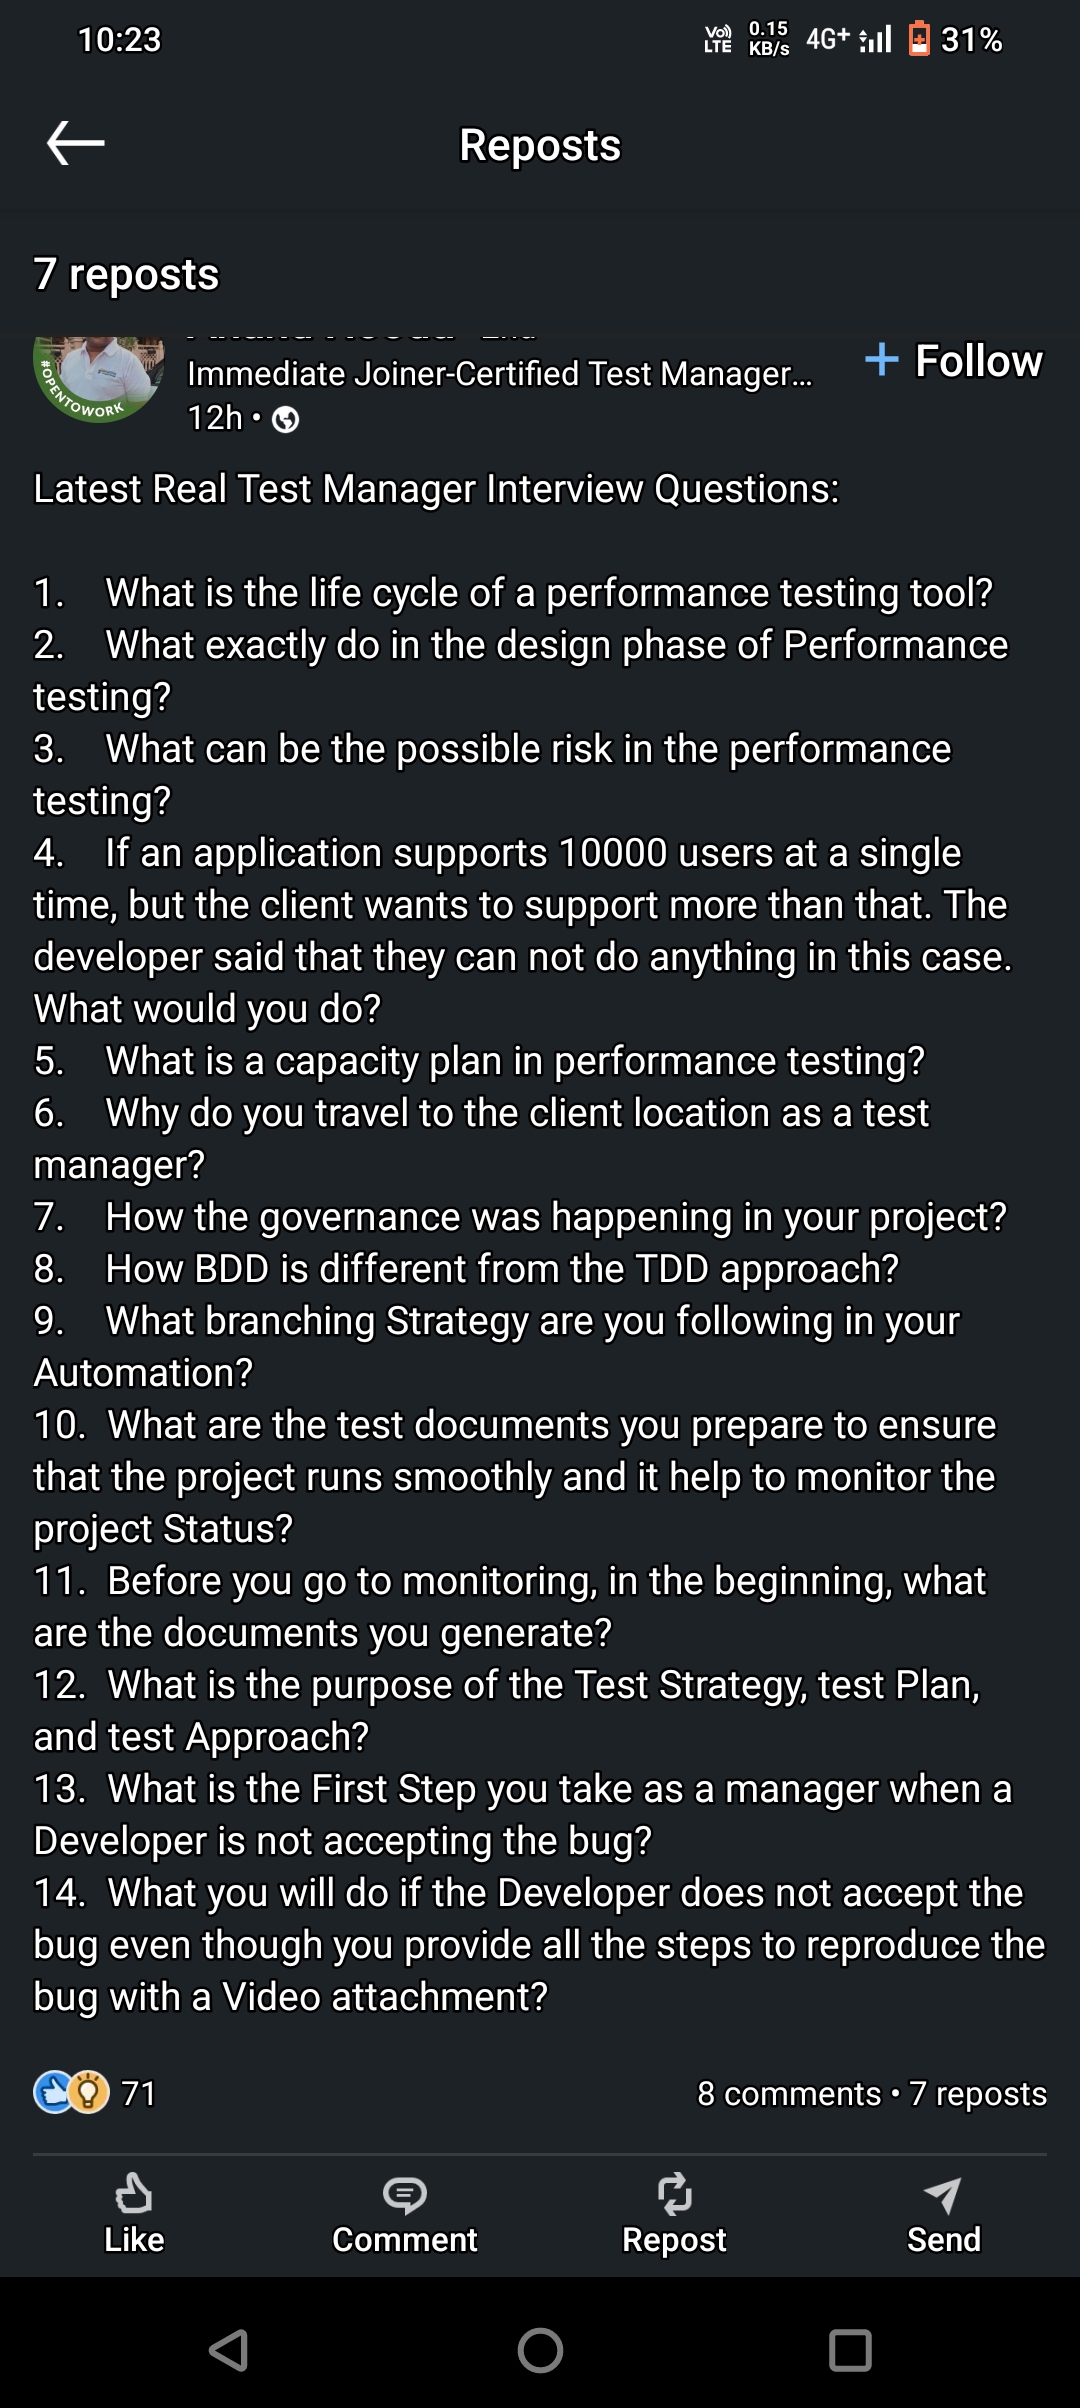 10:23
Vo)) LTE 0.15 KB/s 4G+ 31%
Reposts
7 reposts
#OPENTOWORK
Immediate Joiner-Certified Test Manager...
+ Follow
12h •
Latest Real Test Manager Interview Questions:
1. What is the life cycle of a performance testing tool?
2. What exactly do in the design phase of Performance
testing?
3. What can be the possible risk in the performance
testing?
4. If an application supports 10000 users at a single
time, but the client wants to support more than that. The
developer said that they can not do anything in this case.
What would you do?
5. What is a capacity plan in performance testing?
6. Why do you travel to the client location as a test
manager?
7. How the governance was happening in your project?
8. How BDD is different from the TDD approach?
9. What branching Strategy are you following in your
Automation?
10. What are the test documents you prepare to ensure
that the project runs smoothly and it help to monitor the
project Status?
11. Before you go to monitoring, in the beginning, what
are the documents you generate?
12. What is the purpose of the Test Strategy, test Plan,
and test Approach?
13. What is the First Step you take as a manager when a
Developer is not accepting the bug?
14. What you will do if the Developer does not accept the
bug even though you provide all the steps to reproduce the
bug with a Video attachment?
71
8 comments • 7 reposts
Like Comment Repost Send